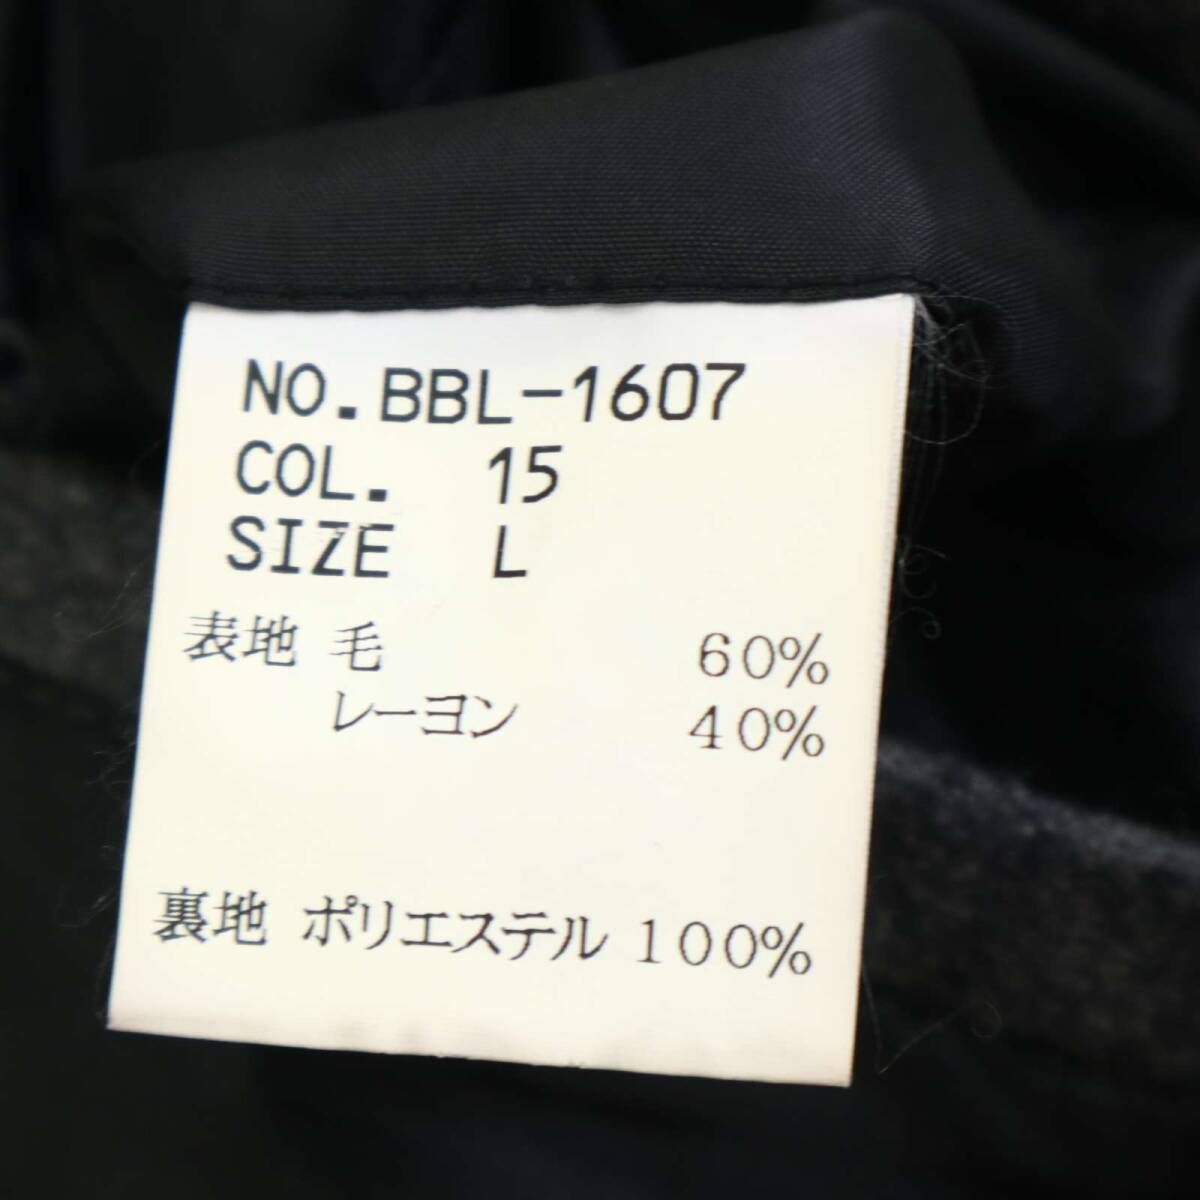 NO.BBL-1607
COL. 15
SIZE L
表地 毛 60%
レーヨン 40%
裏地 ポリエステル 100%